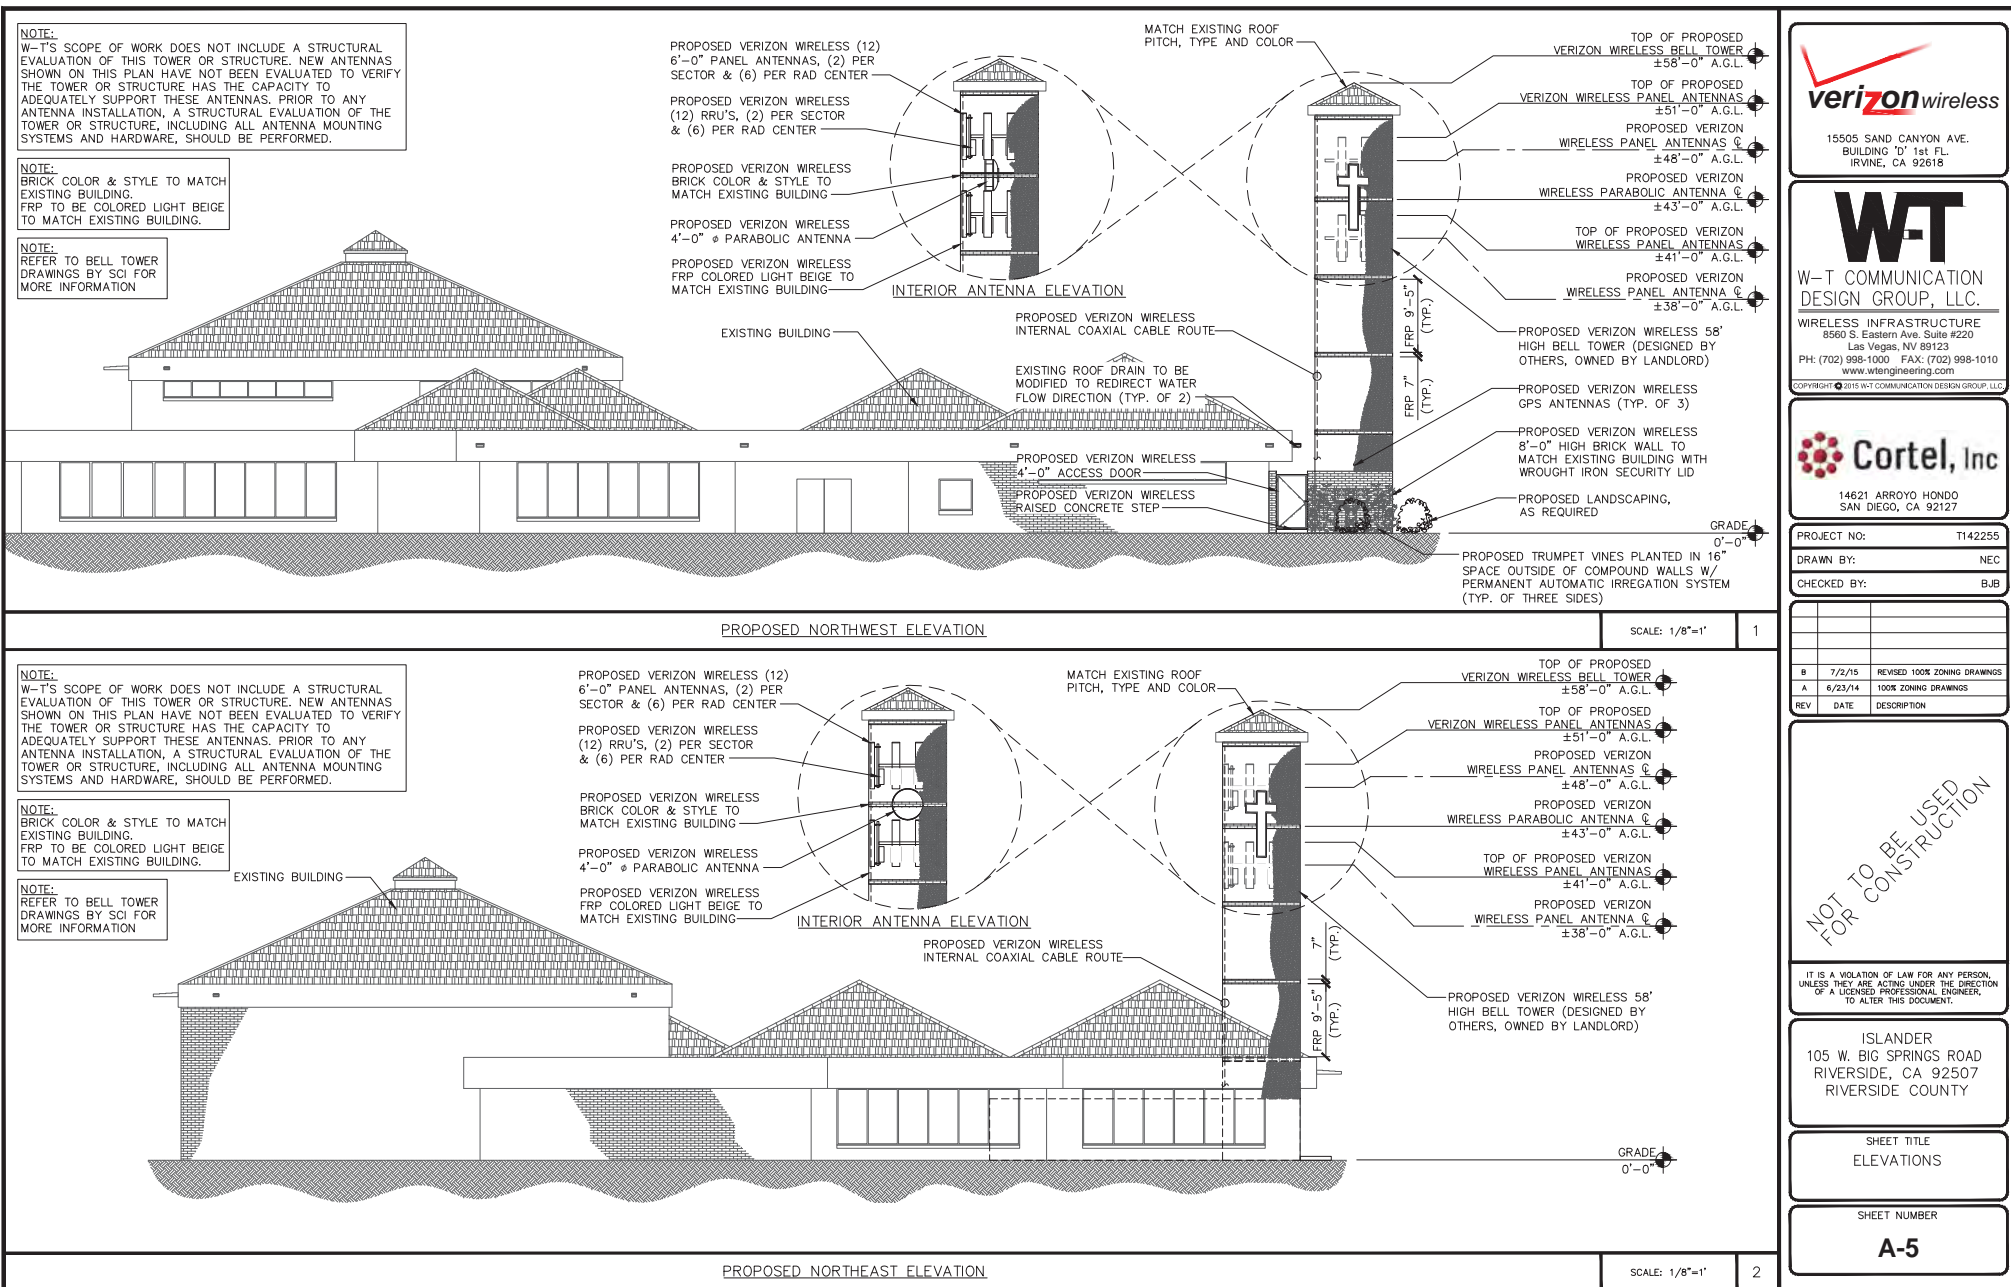 NOTE:
W-T'S SCOPE OF WORK DOES NOT INCLUDE A STRUCTURAL
EVALUATION OF THIS TOWER OR STRUCTURE. NEW ANTENNAS
SHOWN ON THIS PLAN HAVE NOT BEEN EVALUATED TO VERIFY
THE TOWER OR STRUCTURE HAS THE CAPACITY TO
ADEQUATELY SUPPORT THESE ANTENNAS. PRIOR TO ANY
ANTENNA INSTALLATION, A STRUCTURAL EVALUATION OF THE
TOWER OR STRUCTURE, INCLUDING ALL ANTENNA MOUNTING
SYSTEMS AND HARDWARE, SHOULD BE PERFORMED.
NOTE:
BRICK COLOR & STYLE TO MATCH
EXISTING BUILDING.
FRP TO BE COLORED LIGHT BEIGE
TO MATCH EXISTING BUILDING.
NOTE:
REFER TO BELL TOWER
DRAWINGS BY SCI FOR
MORE INFORMATION
PROPOSED VERIZON WIRELESS (12)
6'-0" PANEL ANTENNAS, (2) PER
SECTOR & (6) PER RAD CENTER
PROPOSED VERIZON WIRELESS
(12) RRU'S, (2) PER SECTOR
& (6) PER RAD CENTER
PROPOSED VERIZON WIRELESS
BRICK COLOR & STYLE TO
MATCH EXISTING BUILDING
PROPOSED VERIZON WIRELESS
4'-0" ø PARABOLIC ANTENNA
PROPOSED VERIZON WIRELESS
FRP COLORED LIGHT BEIGE TO
MATCH EXISTING BUILDING
INTERIOR ANTENNA ELEVATION
EXISTING BUILDING
PROPOSED VERIZON WIRELESS
INTERNAL COAXIAL CABLE ROUTE
EXISTING ROOF DRAIN TO BE
MODIFIED TO REDIRECT WATER
FLOW DIRECTION (TYP. OF 2)
PROPOSED VERIZON WIRELESS
4'-0" ACCESS DOOR
PROPOSED VERIZON WIRELESS
RAISED CONCRETE STEP
MATCH EXISTING ROOF
PITCH, TYPE AND COLOR
TOP OF PROPOSED
VERIZON WIRELESS BELL TOWER
±58'-0" A.G.L.
TOP OF PROPOSED
VERIZON WIRELESS PANEL ANTENNAS
±51'-0" A.G.L.
PROPOSED VERIZON
WIRELESS PANEL ANTENNAS ℄
±48'-0" A.G.L.
PROPOSED VERIZON
WIRELESS PARABOLIC ANTENNA ℄
±43'-0" A.G.L.
TOP OF PROPOSED VERIZON
WIRELESS PANEL ANTENNAS
±41'-0" A.G.L.
PROPOSED VERIZON
WIRELESS PANEL ANTENNA ℄
±38'-0" A.G.L.
FRP 9'-5"
(TYP.)
FRP 7"
(TYP.)
PROPOSED VERIZON WIRELESS 58'
HIGH BELL TOWER (DESIGNED BY
OTHERS, OWNED BY LANDLORD)
PROPOSED VERIZON WIRELESS
GPS ANTENNAS (TYP. OF 3)
PROPOSED VERIZON WIRELESS
8'-0" HIGH BRICK WALL TO
MATCH EXISTING BUILDING WITH
WROUGHT IRON SECURITY LID
PROPOSED LANDSCAPING,
AS REQUIRED
GRADE
0'-0"
PROPOSED TRUMPET VINES PLANTED IN 16"
SPACE OUTSIDE OF COMPOUND WALLS W/
PERMANENT AUTOMATIC IRREGATION SYSTEM
(TYP. OF THREE SIDES)
PROPOSED NORTHWEST ELEVATION
SCALE: 1/8"=1'
1
NOTE:
W-T'S SCOPE OF WORK DOES NOT INCLUDE A STRUCTURAL
EVALUATION OF THIS TOWER OR STRUCTURE. NEW ANTENNAS
SHOWN ON THIS PLAN HAVE NOT BEEN EVALUATED TO VERIFY
THE TOWER OR STRUCTURE HAS THE CAPACITY TO
ADEQUATELY SUPPORT THESE ANTENNAS. PRIOR TO ANY
ANTENNA INSTALLATION, A STRUCTURAL EVALUATION OF THE
TOWER OR STRUCTURE, INCLUDING ALL ANTENNA MOUNTING
SYSTEMS AND HARDWARE, SHOULD BE PERFORMED.
NOTE:
BRICK COLOR & STYLE TO MATCH
EXISTING BUILDING.
FRP TO BE COLORED LIGHT BEIGE
TO MATCH EXISTING BUILDING.
NOTE:
REFER TO BELL TOWER
DRAWINGS BY SCI FOR
MORE INFORMATION
EXISTING BUILDING
PROPOSED VERIZON WIRELESS (12)
6'-0" PANEL ANTENNAS, (2) PER
SECTOR & (6) PER RAD CENTER
PROPOSED VERIZON WIRELESS
(12) RRU'S, (2) PER SECTOR
& (6) PER RAD CENTER
PROPOSED VERIZON WIRELESS
BRICK COLOR & STYLE TO
MATCH EXISTING BUILDING
PROPOSED VERIZON WIRELESS
4'-0" ø PARABOLIC ANTENNA
PROPOSED VERIZON WIRELESS
FRP COLORED LIGHT BEIGE TO
MATCH EXISTING BUILDING
INTERIOR ANTENNA ELEVATION
PROPOSED VERIZON WIRELESS
INTERNAL COAXIAL CABLE ROUTE
MATCH EXISTING ROOF
PITCH, TYPE AND COLOR
TOP OF PROPOSED
VERIZON WIRELESS BELL TOWER
±58'-0" A.G.L.
TOP OF PROPOSED
VERIZON WIRELESS PANEL ANTENNAS
±51'-0" A.G.L.
PROPOSED VERIZON
WIRELESS PANEL ANTENNAS ℄
±48'-0" A.G.L.
PROPOSED VERIZON
WIRELESS PARABOLIC ANTENNA ℄
±43'-0" A.G.L.
TOP OF PROPOSED VERIZON
WIRELESS PANEL ANTENNAS
±41'-0" A.G.L.
PROPOSED VERIZON
WIRELESS PANEL ANTENNA ℄
±38'-0" A.G.L.
7"
(TYP.)
FRP 9'-5"
(TYP.)
PROPOSED VERIZON WIRELESS 58'
HIGH BELL TOWER (DESIGNED BY
OTHERS, OWNED BY LANDLORD)
GRADE
0'-0"
PROPOSED NORTHEAST ELEVATION
SCALE: 1/8"=1'
2
verizon wireless
15505 SAND CANYON AVE.
BUILDING 'D' 1st FL.
IRVINE, CA 92618
W-T
W-T COMMUNICATION
DESIGN GROUP, LLC.
WIRELESS INFRASTRUCTURE
8560 S. Eastern Ave. Suite #220
Las Vegas, NV 89123
PH: (702) 998-1000 FAX: (702) 998-1010
www.wtengineering.com
COPYRIGHT © 2015 W-T COMMUNICATION DESIGN GROUP, LLC.
Cortel, Inc
14621 ARROYO HONDO
SAN DIEGO, CA 92127
PROJECT NO: T142255
DRAWN BY: NEC
CHECKED BY: BJB
B 7/2/15 REVISED 100% ZONING DRAWINGS
A 6/23/14 100% ZONING DRAWINGS
REV DATE DESCRIPTION
NOT TO BE USED
FOR CONSTRUCTION
IT IS A VIOLATION OF LAW FOR ANY PERSON,
UNLESS THEY ARE ACTING UNDER THE DIRECTION
OF A LICENSED PROFESSIONAL ENGINEER,
TO ALTER THIS DOCUMENT.
ISLANDER
105 W. BIG SPRINGS ROAD
RIVERSIDE, CA 92507
RIVERSIDE COUNTY
SHEET TITLE
ELEVATIONS
SHEET NUMBER
A-5